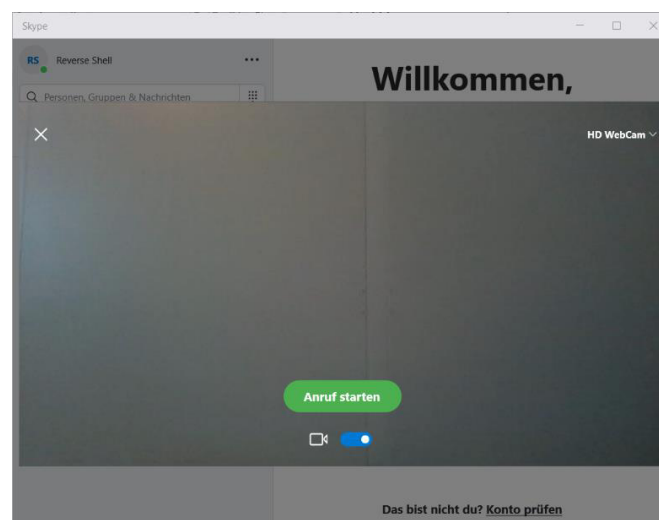 Skype
RS Reverse Shell
Willkommen,
Personen, Gruppen & Nachrichten
HD WebCam
Anruf starten
Das bist nicht du? Konto prüfen